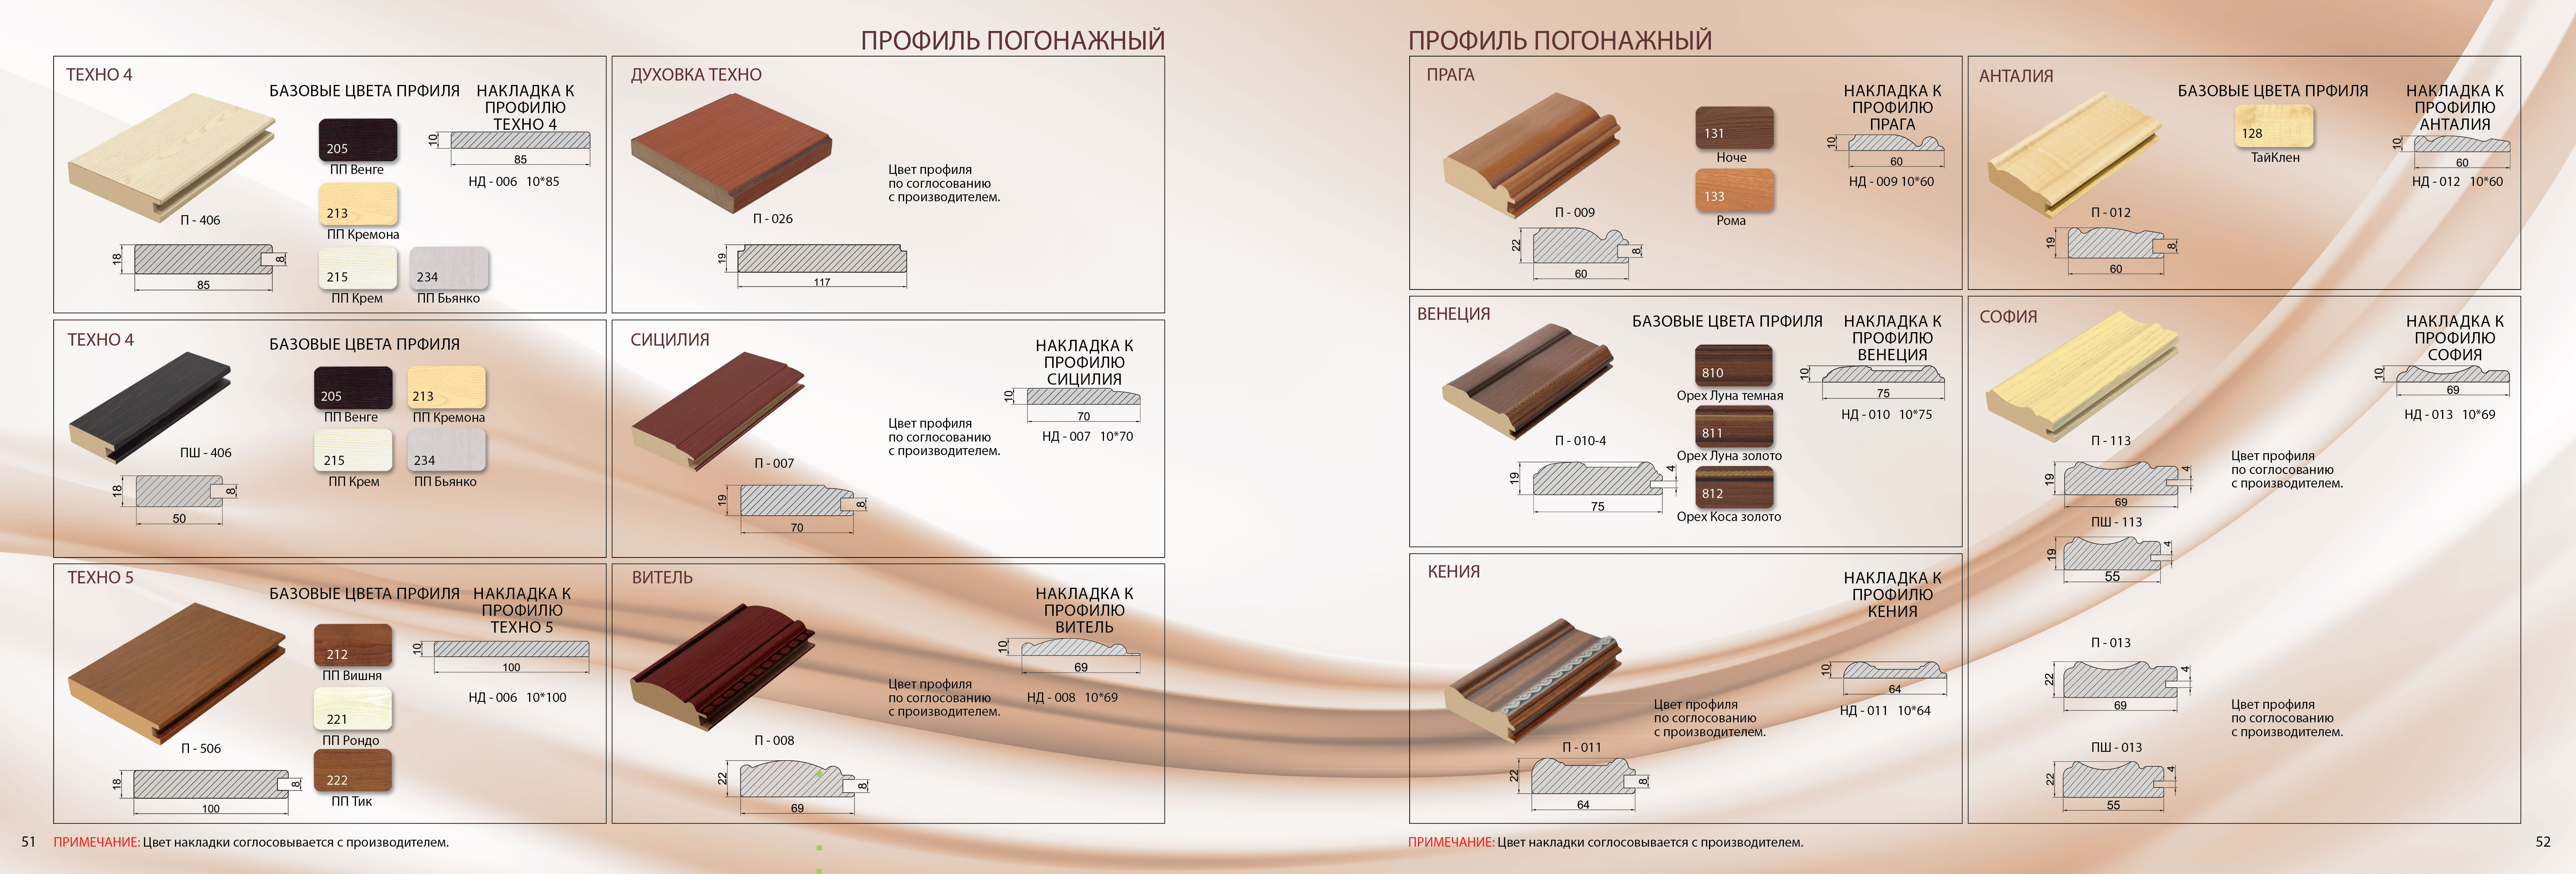 ПРОФИЛЬ ПОГОНАЖНЫЙ
ТЕХНО 4
БАЗОВЫЕ ЦВЕТА ПРФИЛЯ
НАКЛАДКА К
ПРОФИЛЮ
ТЕХНО 4
205
ПП Венге
213
ПП Кремона
215
ПП Крем
234
ПП Бьянко
10
85
НД - 006 10*85
П - 406
18
8
85
ДУХОВКА ТЕХНО
Цвет профиля
по соглосованию
с производителем.
П - 026
19
117
ТЕХНО 4
БАЗОВЫЕ ЦВЕТА ПРФИЛЯ
205
ПП Венге
213
ПП Кремона
215
ПП Крем
234
ПП Бьянко
ПШ - 406
18
8
50
СИЦИЛИЯ
НАКЛАДКА К
ПРОФИЛЮ
СИЦИЛИЯ
10
70
НД - 007 10*70
Цвет профиля
по соглосованию
с производителем.
П - 007
19
8
70
ТЕХНО 5
БАЗОВЫЕ ЦВЕТА ПРФИЛЯ
НАКЛАДКА К
ПРОФИЛЮ
ТЕХНО 5
212
ПП Вишня
221
ПП Рондо
222
ПП Тик
10
100
НД - 006 10*100
П - 506
18
8
100
ВИТЕЛЬ
НАКЛАДКА К
ПРОФИЛЮ
ВИТЕЛЬ
10
69
НД - 008 10*69
Цвет профиля
по соглосованию
с производителем.
П - 008
22
8
69
51 ПРИМЕЧАНИЕ: Цвет накладки соглосовывается с производителем.
ПРОФИЛЬ ПОГОНАЖНЫЙ
ПРАГА
НАКЛАДКА К
ПРОФИЛЮ
ПРАГА
131
Ноче
133
Рома
10
60
НД - 009 10*60
П - 009
22
8
60
АНТАЛИЯ
БАЗОВЫЕ ЦВЕТА ПРФИЛЯ
НАКЛАДКА К
ПРОФИЛЮ
АНТАЛИЯ
128
ТайКлен
10
60
НД - 012 10*60
П - 012
19
8
60
ВЕНЕЦИЯ
БАЗОВЫЕ ЦВЕТА ПРФИЛЯ
НАКЛАДКА К
ПРОФИЛЮ
ВЕНЕЦИЯ
810
Орех Луна темная
811
Орех Луна золото
812
Орех Коса золото
10
75
НД - 010 10*75
П - 010-4
19
4
75
СОФИЯ
НАКЛАДКА К
ПРОФИЛЮ
СОФИЯ
10
69
НД - 013 10*69
П - 113
19
4
69
Цвет профиля
по соглосованию
с производителем.
ПШ - 113
19
4
55
П - 013
22
4
69
Цвет профиля
по соглосованию
с производителем.
ПШ - 013
22
4
55
КЕНИЯ
НАКЛАДКА К
ПРОФИЛЮ
КЕНИЯ
10
64
НД - 011 10*64
Цвет профиля
по соглосованию
с производителем.
П - 011
22
8
64
ПРИМЕЧАНИЕ: Цвет накладки соглосовывается с производителем.
52